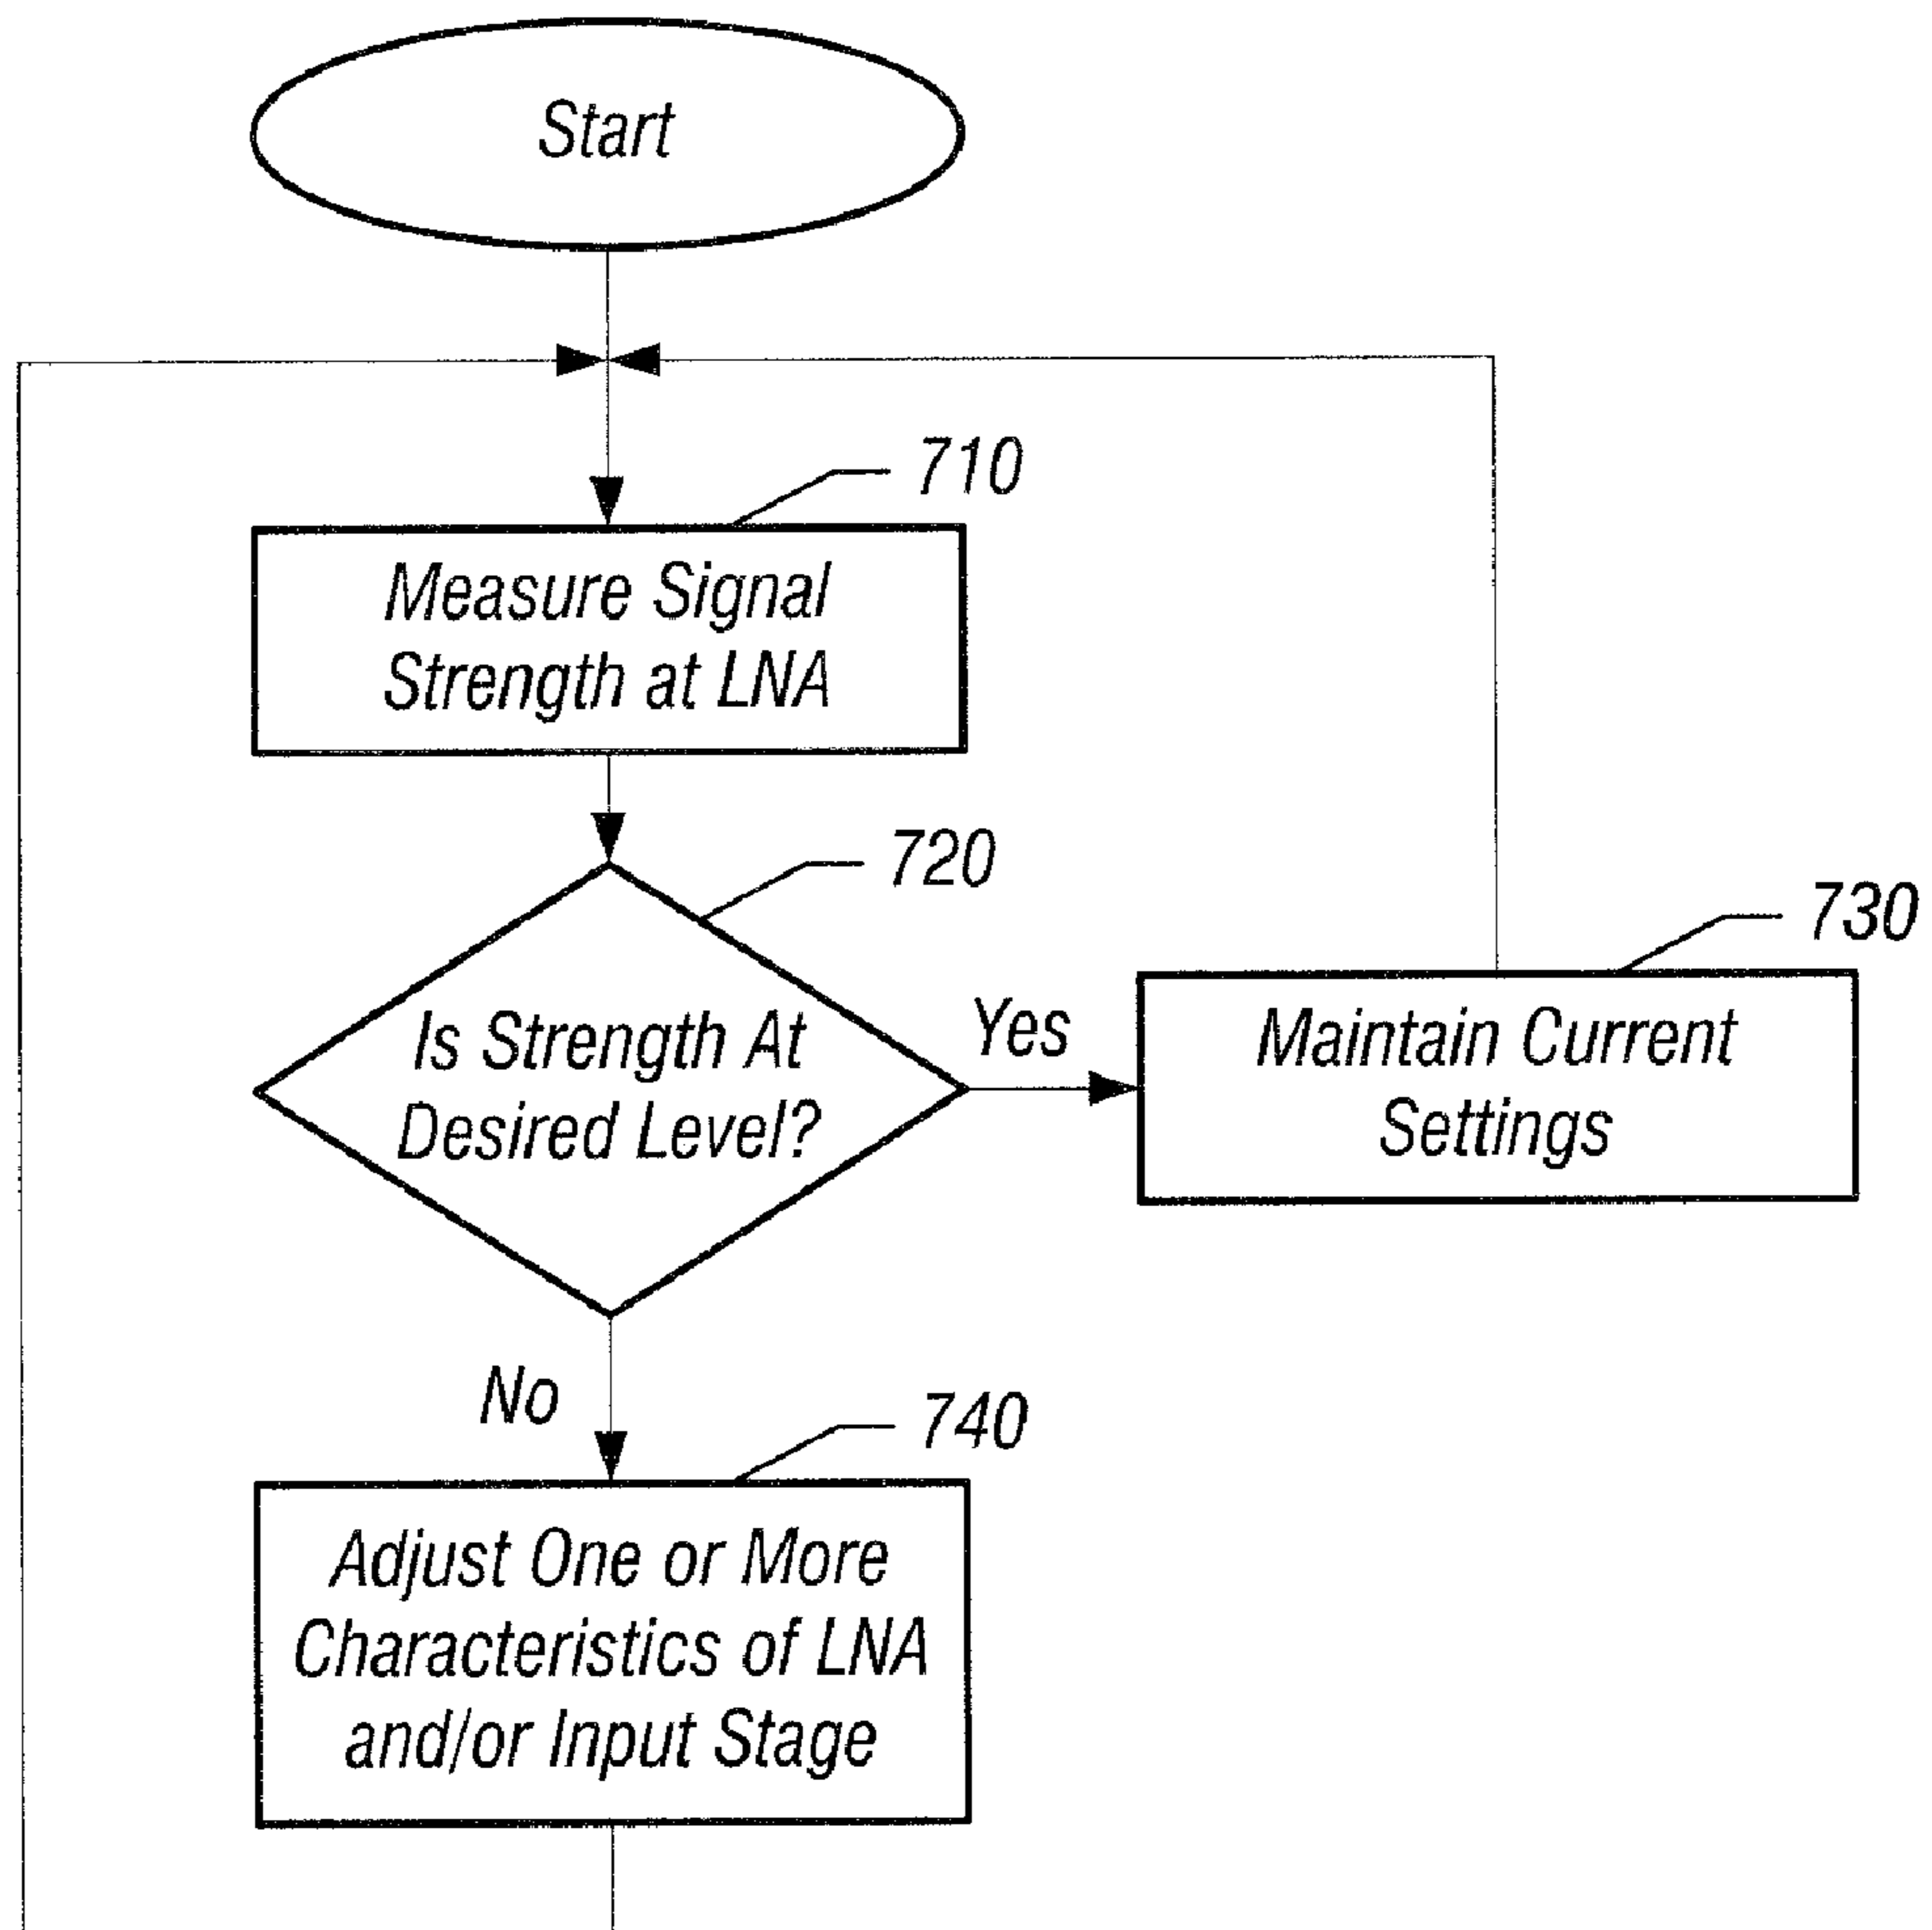 Start
710
Measure Signal
Strength at LNA
720
Is Strength At
Desired Level?
Yes
730
Maintain Current
Settings
No
740
Adjust One or More
Characteristics of LNA
and/or Input Stage